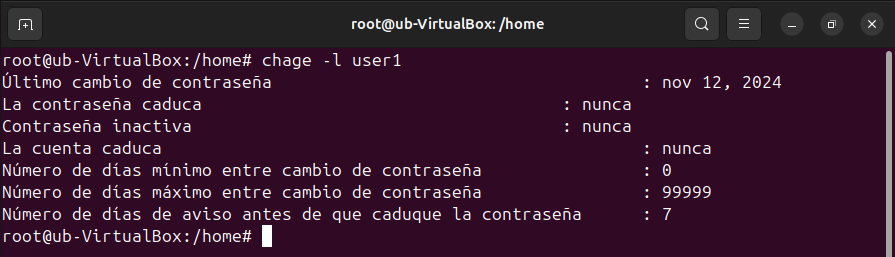 root@ub-VirtualBox: /home
root@ub-VirtualBox:/home# chage -l user1
Último cambio de contraseña : nov 12, 2024
La contraseña caduca : nunca
Contraseña inactiva : nunca
La cuenta caduca : nunca
Número de días mínimo entre cambio de contraseña : 0
Número de días máximo entre cambio de contraseña : 99999
Número de días de aviso antes de que caduque la contraseña : 7
root@ub-VirtualBox:/home#